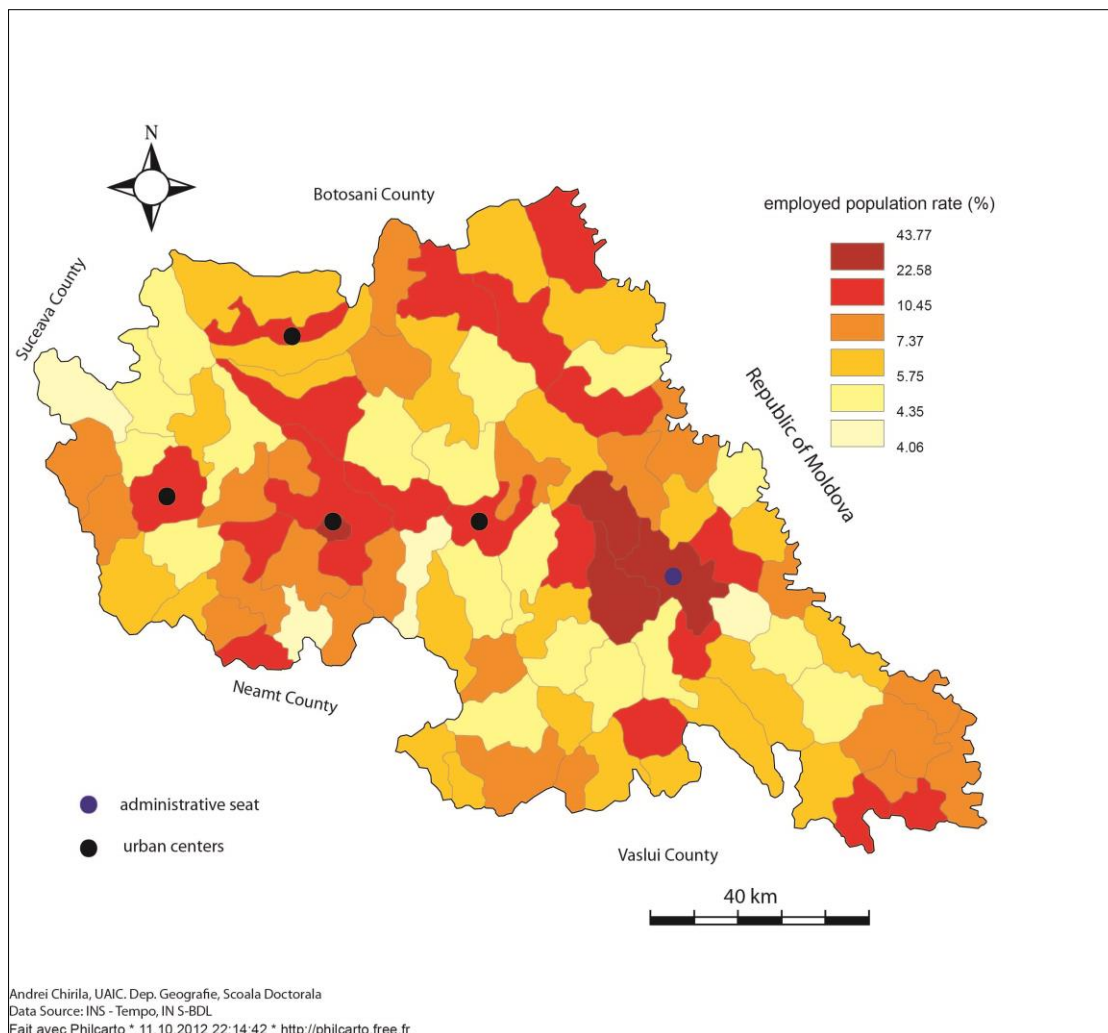 N
Botosani County
employed population rate (%)
43.77
22.58
10.45
7.37
5.75
4.35
4.06
Suceava County
Republic of Moldova
Neamt County
administrative seat
urban centers
Vaslui County
40 km
Andrei Chirila, UAIC. Dep. Geografie, Scoala Doctorala
Data Source: INS - Tempo, IN S-BDL
Fait avec Philcarto * 11.10.2012 22:14:42 * http://philcarto.free.fr